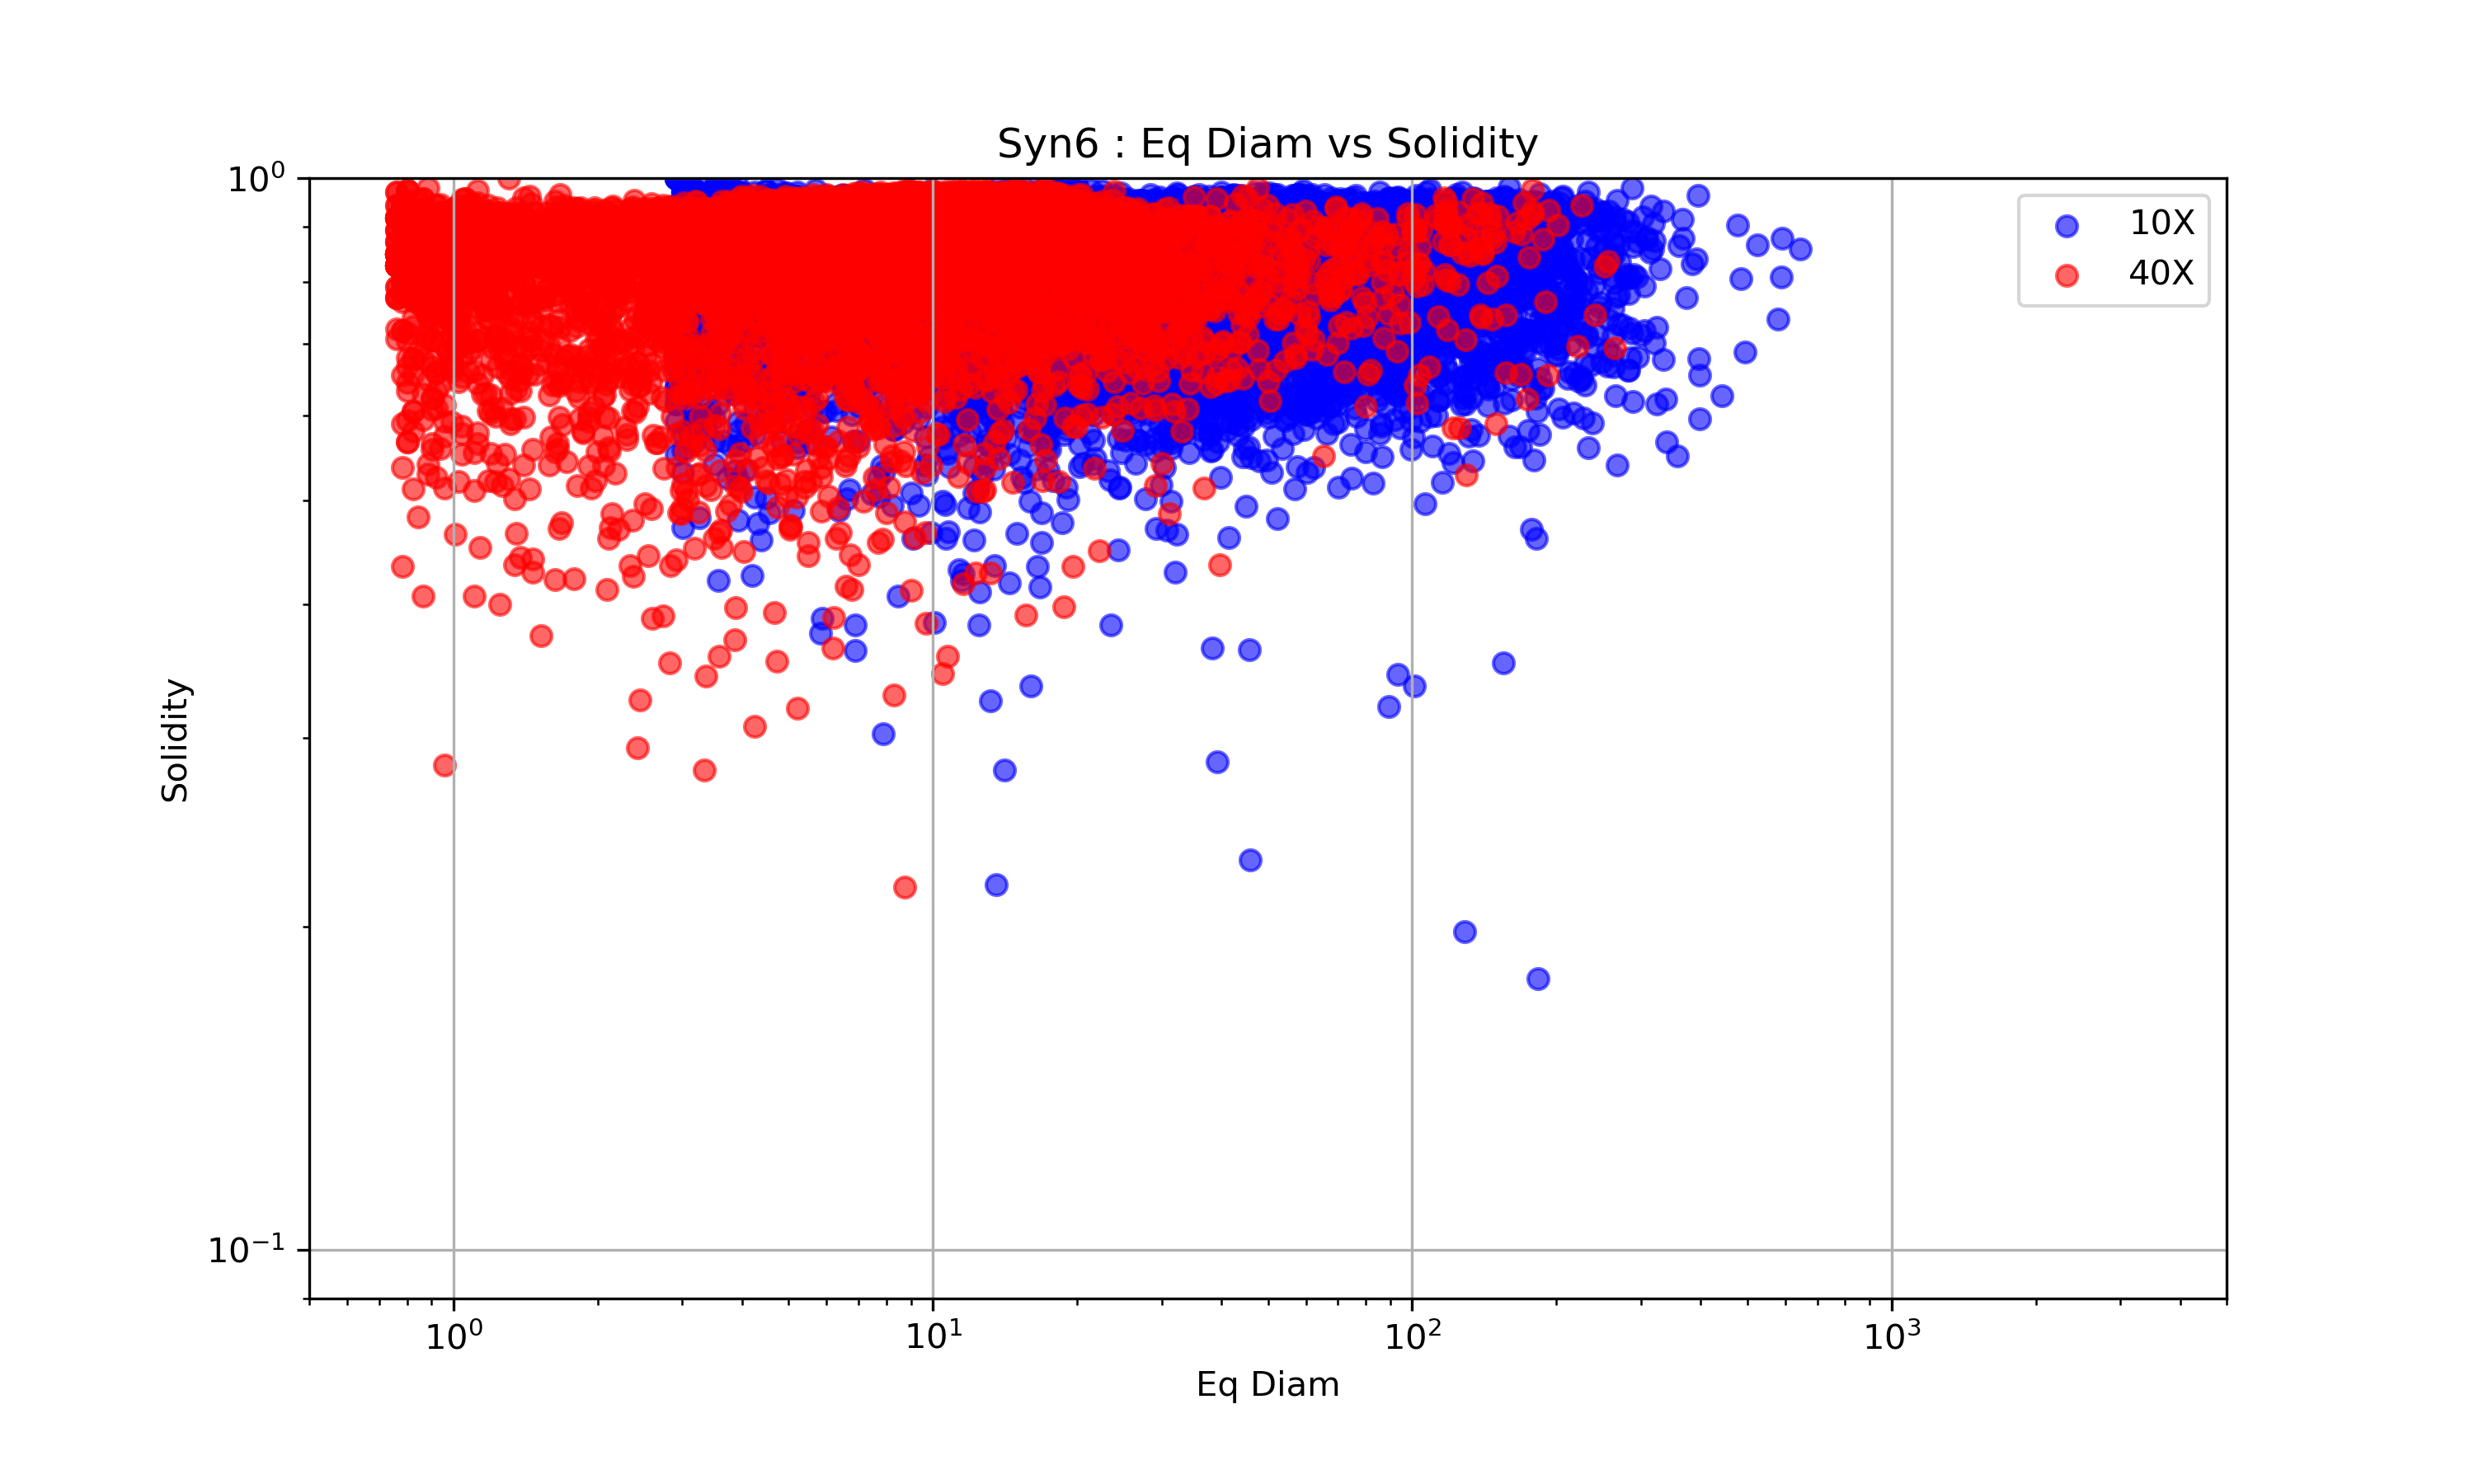 Syn6 : Eq Diam vs Solidity
10⁰
10X
40X
Solidity
10⁻¹
10⁰ 10¹ 10² 10³
Eq Diam